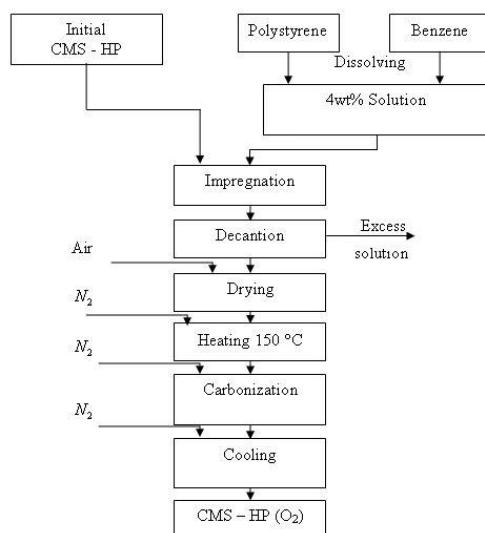 Initial
CMS - HP
Polystyrene
Benzene
Dissolving
4wt% Solution
Impregnation
Decantion
Excess
solution
Air
Drying
N₂
Heating 150 °C
N₂
Carbonization
N₂
Cooling
CMS – HP (O₂)